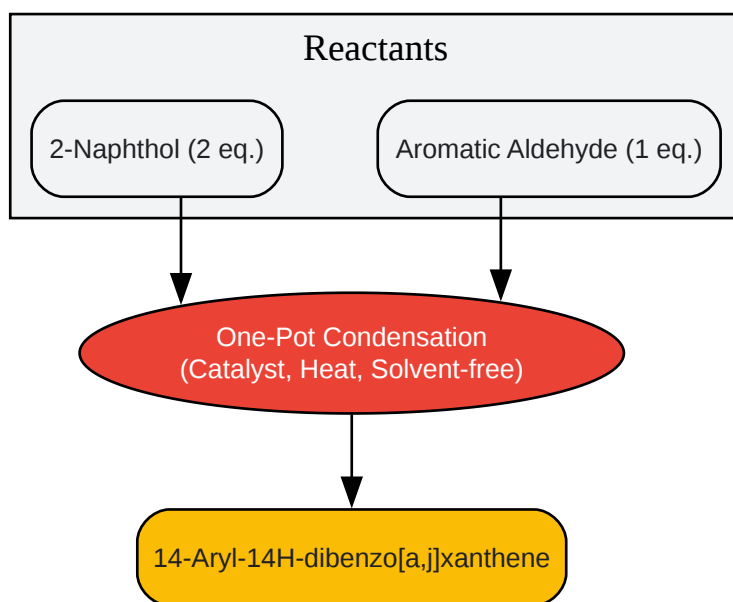 Reactants
2-Naphthol (2 eq.)
Aromatic Aldehyde (1 eq.)
One-Pot Condensation
(Catalyst, Heat, Solvent-free)
14-Aryl-14H-dibenzo[a,j]xanthene